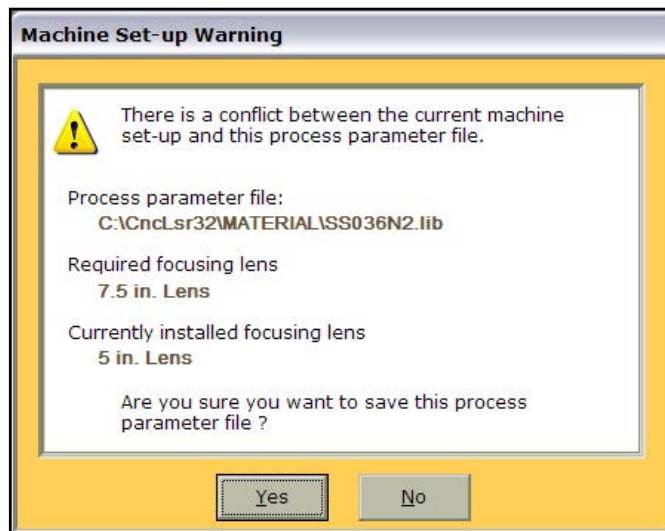 Machine Set-up Warning
There is a conflict between the current machine
set-up and this process parameter file.
Process parameter file:
C:\CncLsr32\MATERIAL\SS036N2.lib
Required focusing lens
7.5 in. Lens
Currently installed focusing lens
5 in. Lens
Are you sure you want to save this process
parameter file ?
Yes
No